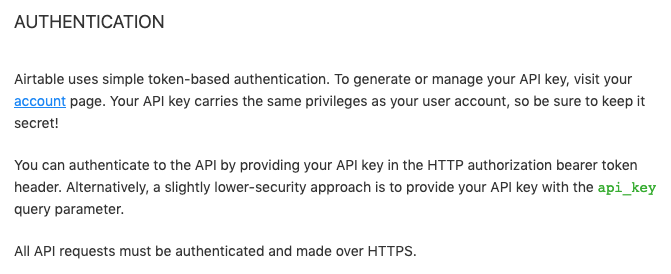 AUTHENTICATION
Airtable uses simple token-based authentication. To generate or manage your API key, visit your
account page. Your API key carries the same privileges as your user account, so be sure to keep it
secret!
You can authenticate to the API by providing your API key in the HTTP authorization bearer token
header. Alternatively, a slightly lower-security approach is to provide your API key with the api_key
query parameter.
All API requests must be authenticated and made over HTTPS.